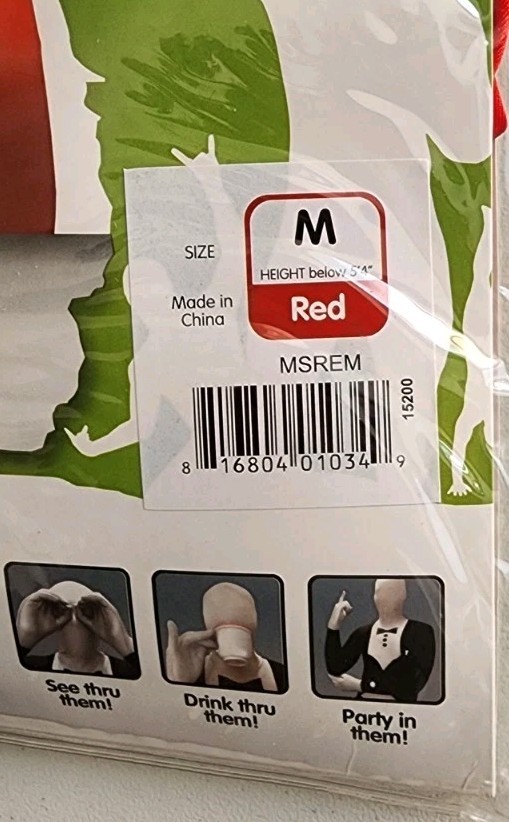 M
SIZE
HEIGHT below 5'4"
Made in
China
Red
MSREM
15200
8 16804 01034 9
See thru
them!
Drink thru
them!
Party in
them!